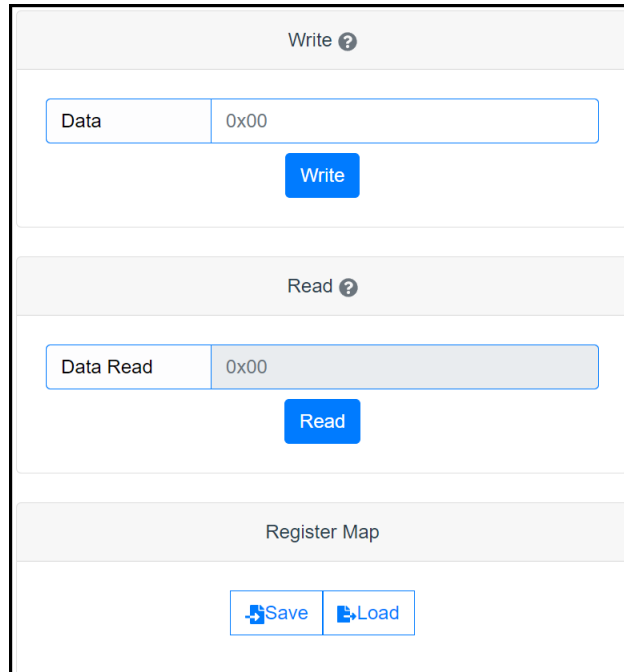 Write ?
Data 0x00
Write
Read ?
Data Read 0x00
Read
Register Map
Save Load